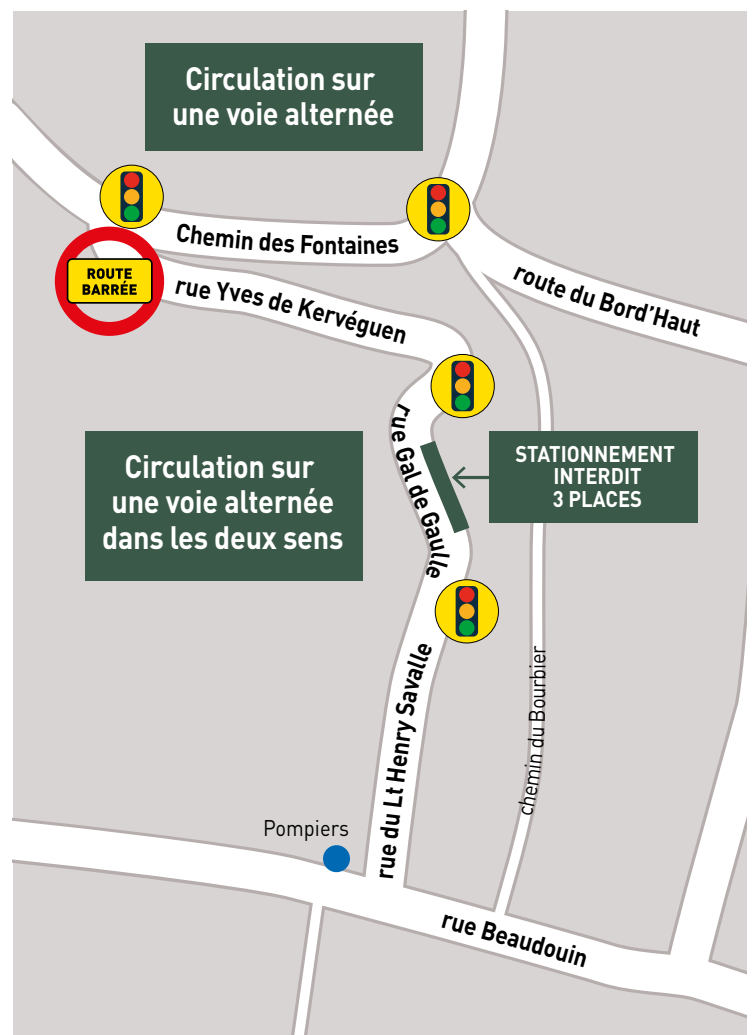 Circulation sur
une voie alternée
Chemin des Fontaines
ROUTE
BARRÉE
rue Yves de Kervéguen
route du Bord'Haut
rue Gal de Gaulle
STATIONNEMENT
INTERDIT
3 PLACES
Circulation sur
une voie alternée
dans les deux sens
rue du Lt Henry Savalle
chemin du Bourbier
Pompiers
rue Beaudouin